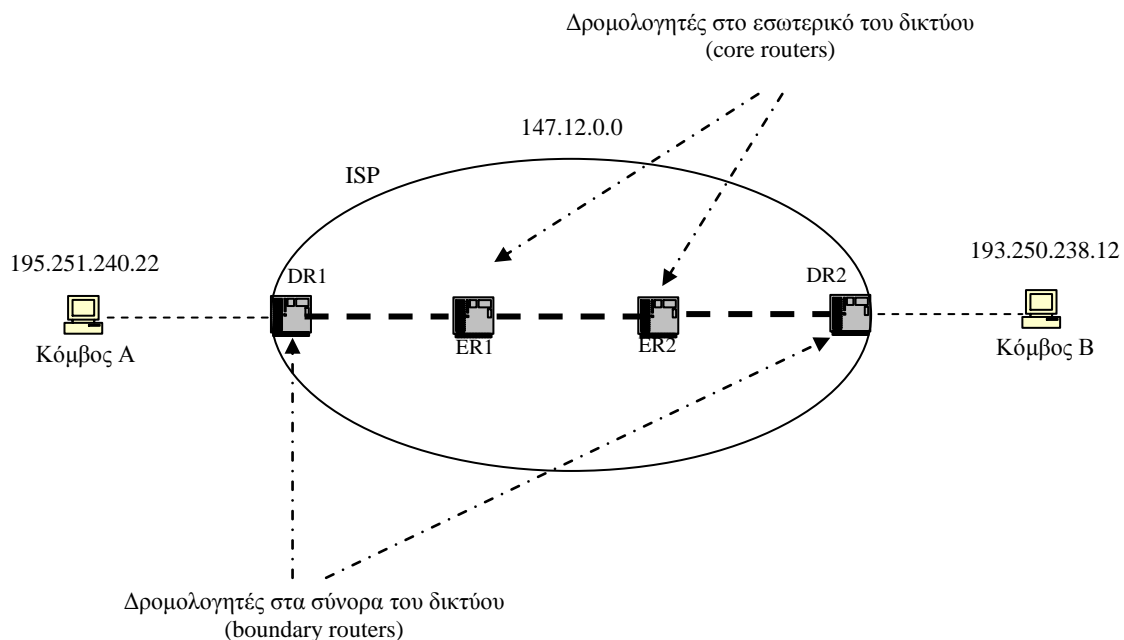 Δρομολογητές στο εσωτερικό του δικτύου
(core routers)
147.12.0.0
ISP
195.251.240.22
193.250.238.12
DR1
DR2
ER1
ER2
Κόμβος Α
Κόμβος Β
Δρομολογητές στα σύνορα του δικτύου
(boundary routers)